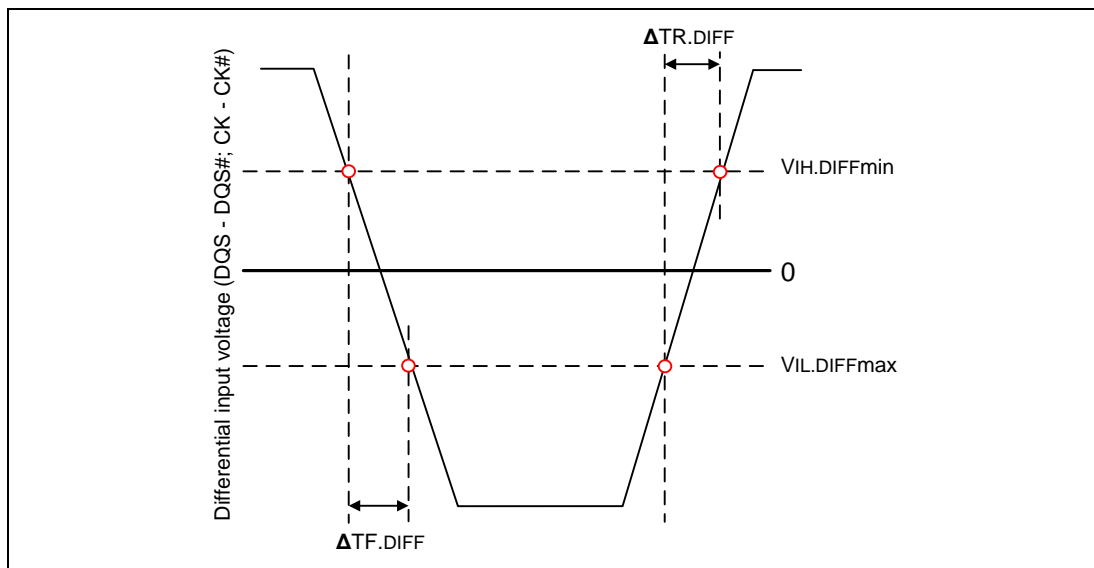 ΔTR.DIFF
Differential input voltage (DQS - DQS#; CK - CK#)
VIH.DIFFmin
0
VIL.DIFFmax
ΔTF.DIFF